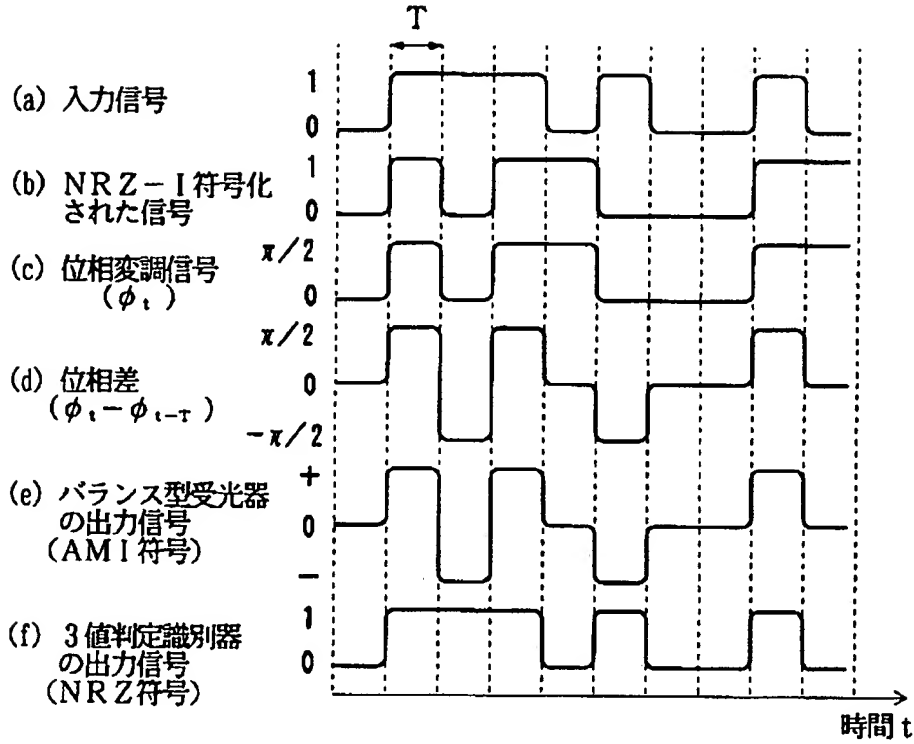 T
(a) 入力信号
1
0
(b) NRZ-I符号化
された信号
1
0
(c) 位相変調信号
(φt)
π/2
0
(d) 位相差
(φt-φt-T)
π/2
0
-π/2
(e) バランス型受光器
の出力信号
(AMI符号)
+
0
-
(f) 3値判定識別器
の出力信号
(NRZ符号)
1
0
時間 t